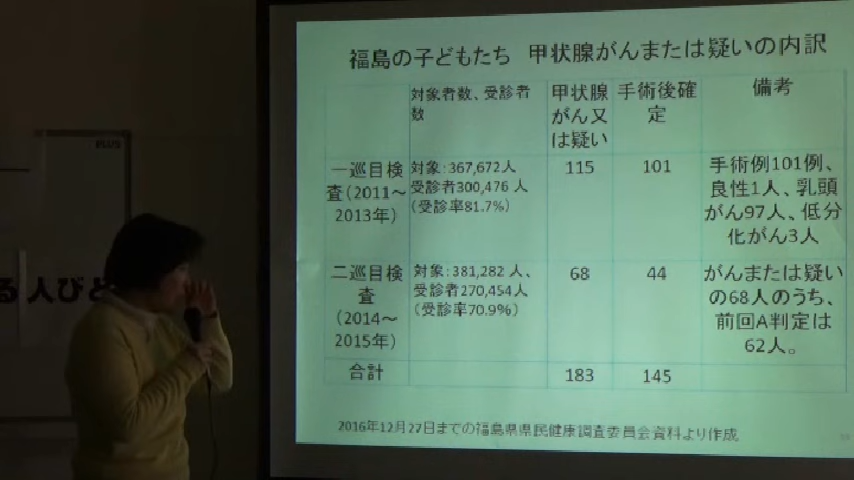 福島の子どもたち　甲状腺がんまたは疑いの内訳
対象者数、受診者
数
甲状腺
がん又
は疑い
手術後確
定
備考
一巡目検
査(2011～
2013年)
対象：367,672人
受診者300,476 人
(受診率81.7%)
115
101
手術例101例、
良性1人、乳頭
がん97人、低分
化がん3人
二巡目検
査
(2014～
2015年)
対象：381,282 人、
受診者270,454人
(受診率70.9%)
68
44
がんまたは疑い
の68人のうち、
前回A判定は
62人。
合計
183
145
2016年12月27日までの福島県県民健康調査委員会資料より作成
PLUS
る人びと